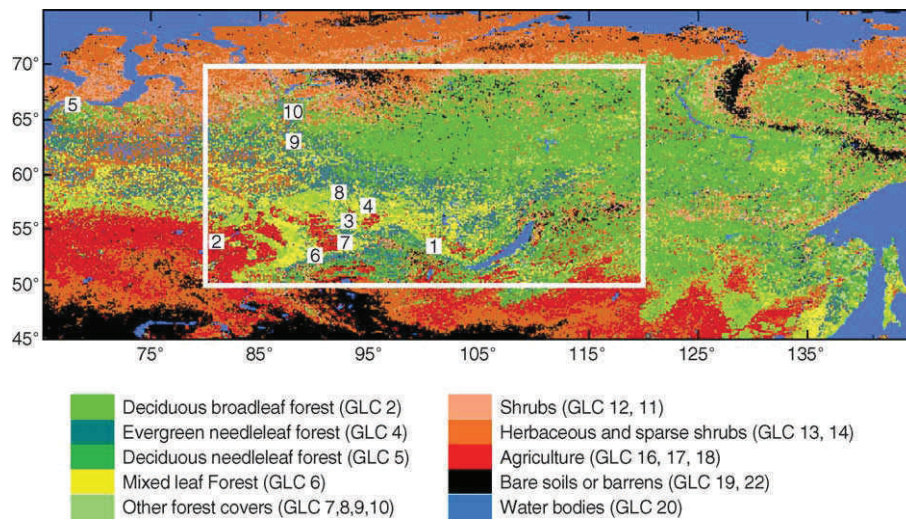 70°
65°
60°
55°
50°
45°
5
10
9
8
4
3
2
7
1
6
75°
85°
95°
105°
115°
125°
135°
Deciduous broadleaf forest (GLC 2)
Evergreen needleleaf forest (GLC 4)
Deciduous needleleaf forest (GLC 5)
Mixed leaf Forest (GLC 6)
Other forest covers (GLC 7,8,9,10)
Shrubs (GLC 12, 11)
Herbaceous and sparse shrubs (GLC 13, 14)
Agriculture (GLC 16, 17, 18)
Bare soils or barrens (GLC 19, 22)
Water bodies (GLC 20)